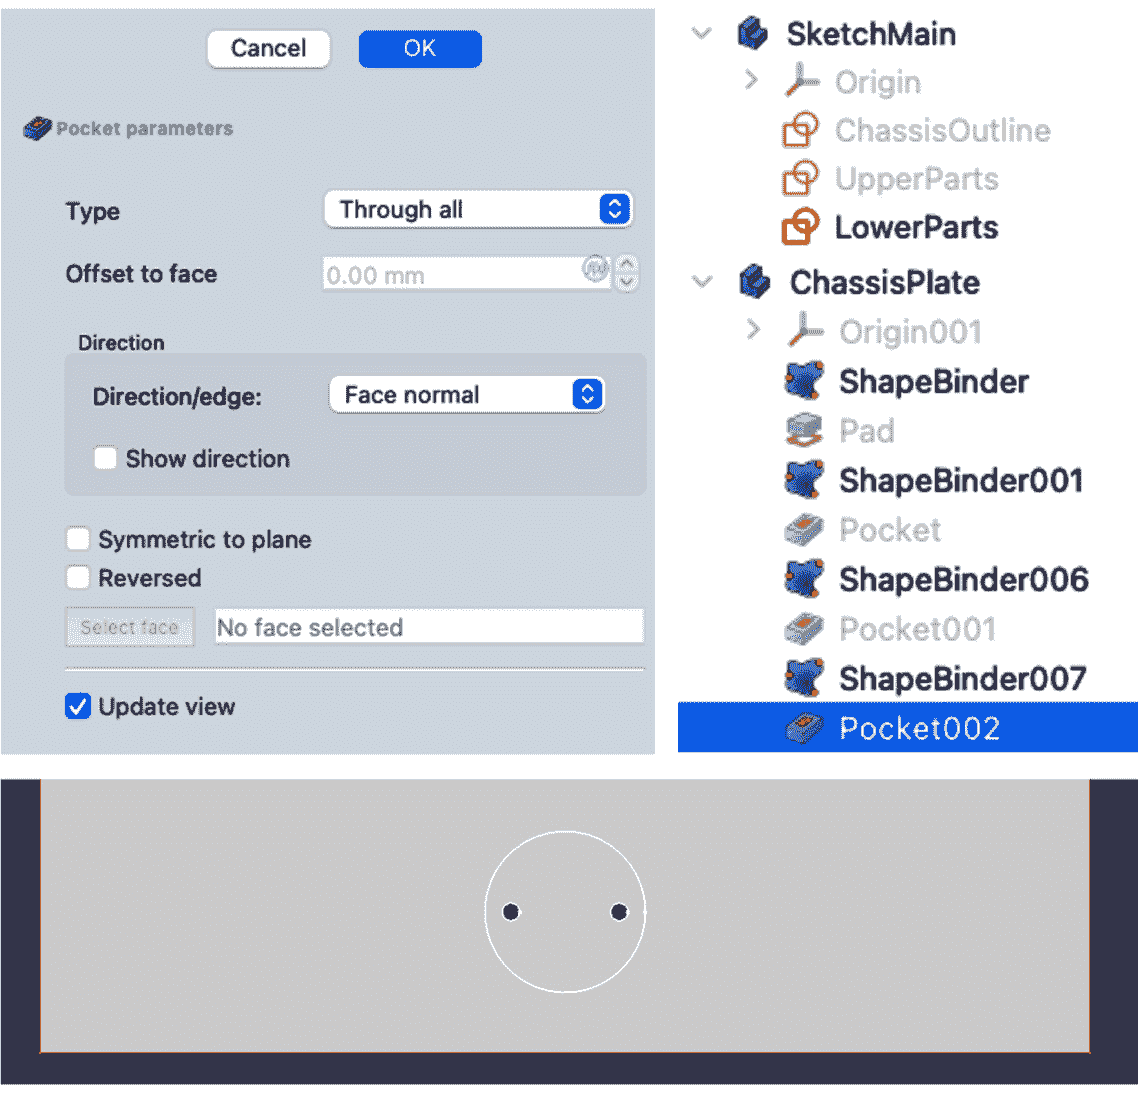 Cancel OK
Pocket parameters
Type Through all
Offset to face 0.00 mm
Direction
Direction/edge: Face normal
Show direction
Symmetric to plane
Reversed
Select face No face selected
Update view
SketchMain
Origin
ChassisOutline
UpperParts
LowerParts
ChassisPlate
Origin001
ShapeBinder
Pad
ShapeBinder001
Pocket
ShapeBinder006
Pocket001
ShapeBinder007
Pocket002